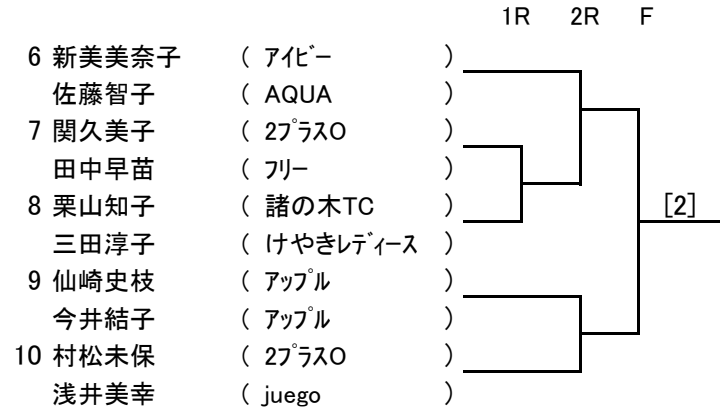 1R 2R F
6 新美美奈子 ( ｱｲﾋﾞｰ )
佐藤智子 ( AQUA )
7 関久美子 ( 2ﾌﾟﾗｽO )
田中早苗 ( ﾌﾘｰ )
8 栗山知子 ( 諸の木TC )
[2]
三田淳子 ( けやきﾚﾃﾞｨｰｽ )
9 仙崎史枝 ( ｱｯﾌﾟﾙ )
今井結子 ( ｱｯﾌﾟﾙ )
10 村松未保 ( 2ﾌﾟﾗｽO )
浅井美幸 ( juego )